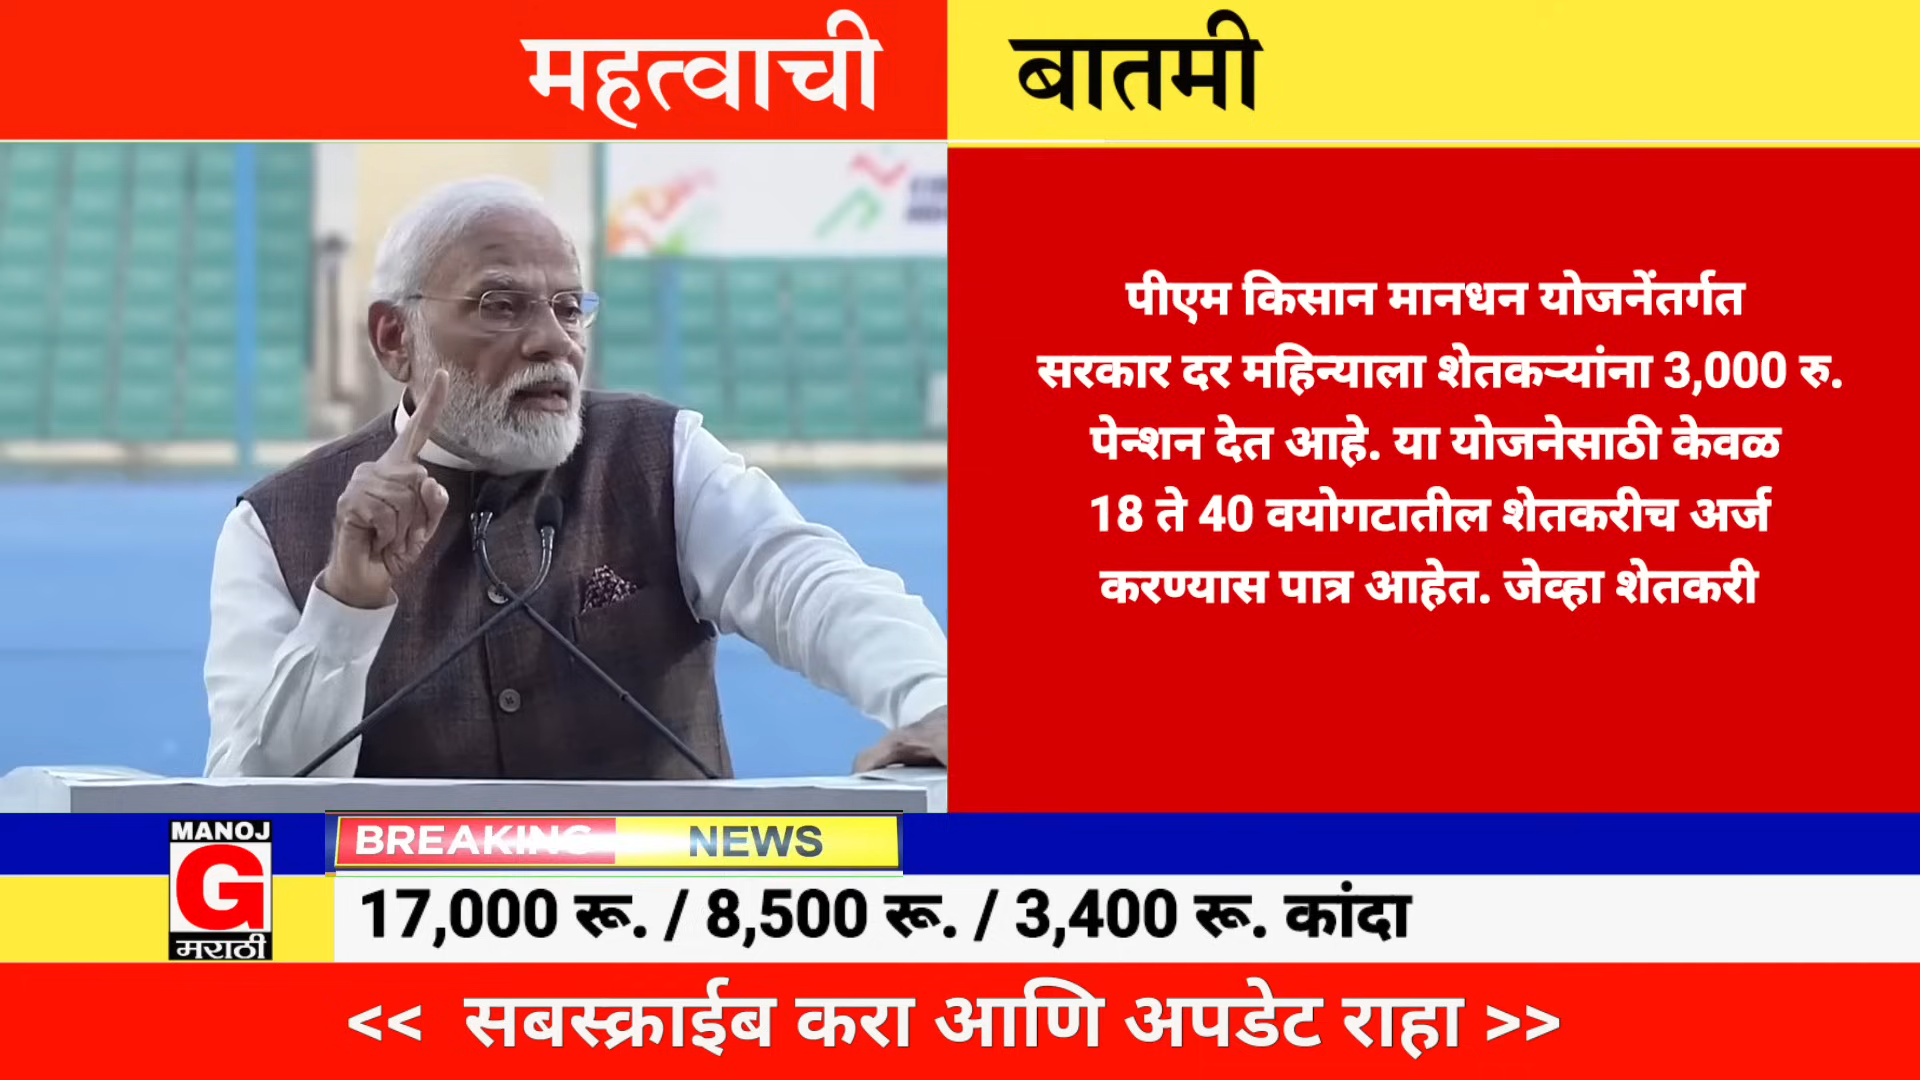 महत्वाची बातमी
पीएम किसान मानधन योजनेंतर्गत
सरकार दर महिन्याला शेतकऱ्यांना 3,000 रु.
पेन्शन देत आहे. या योजनेसाठी केवळ
18 ते 40 वयोगटातील शेतकरीच अर्ज
करण्यास पात्र आहेत. जेव्हा शेतकरी
MANOJ
G
मराठी
BREAKING NEWS
17,000 रू. / 8,500 रू. / 3,400 रू. कांदा
<< सबस्क्राईब करा आणि अपडेट राहा >>